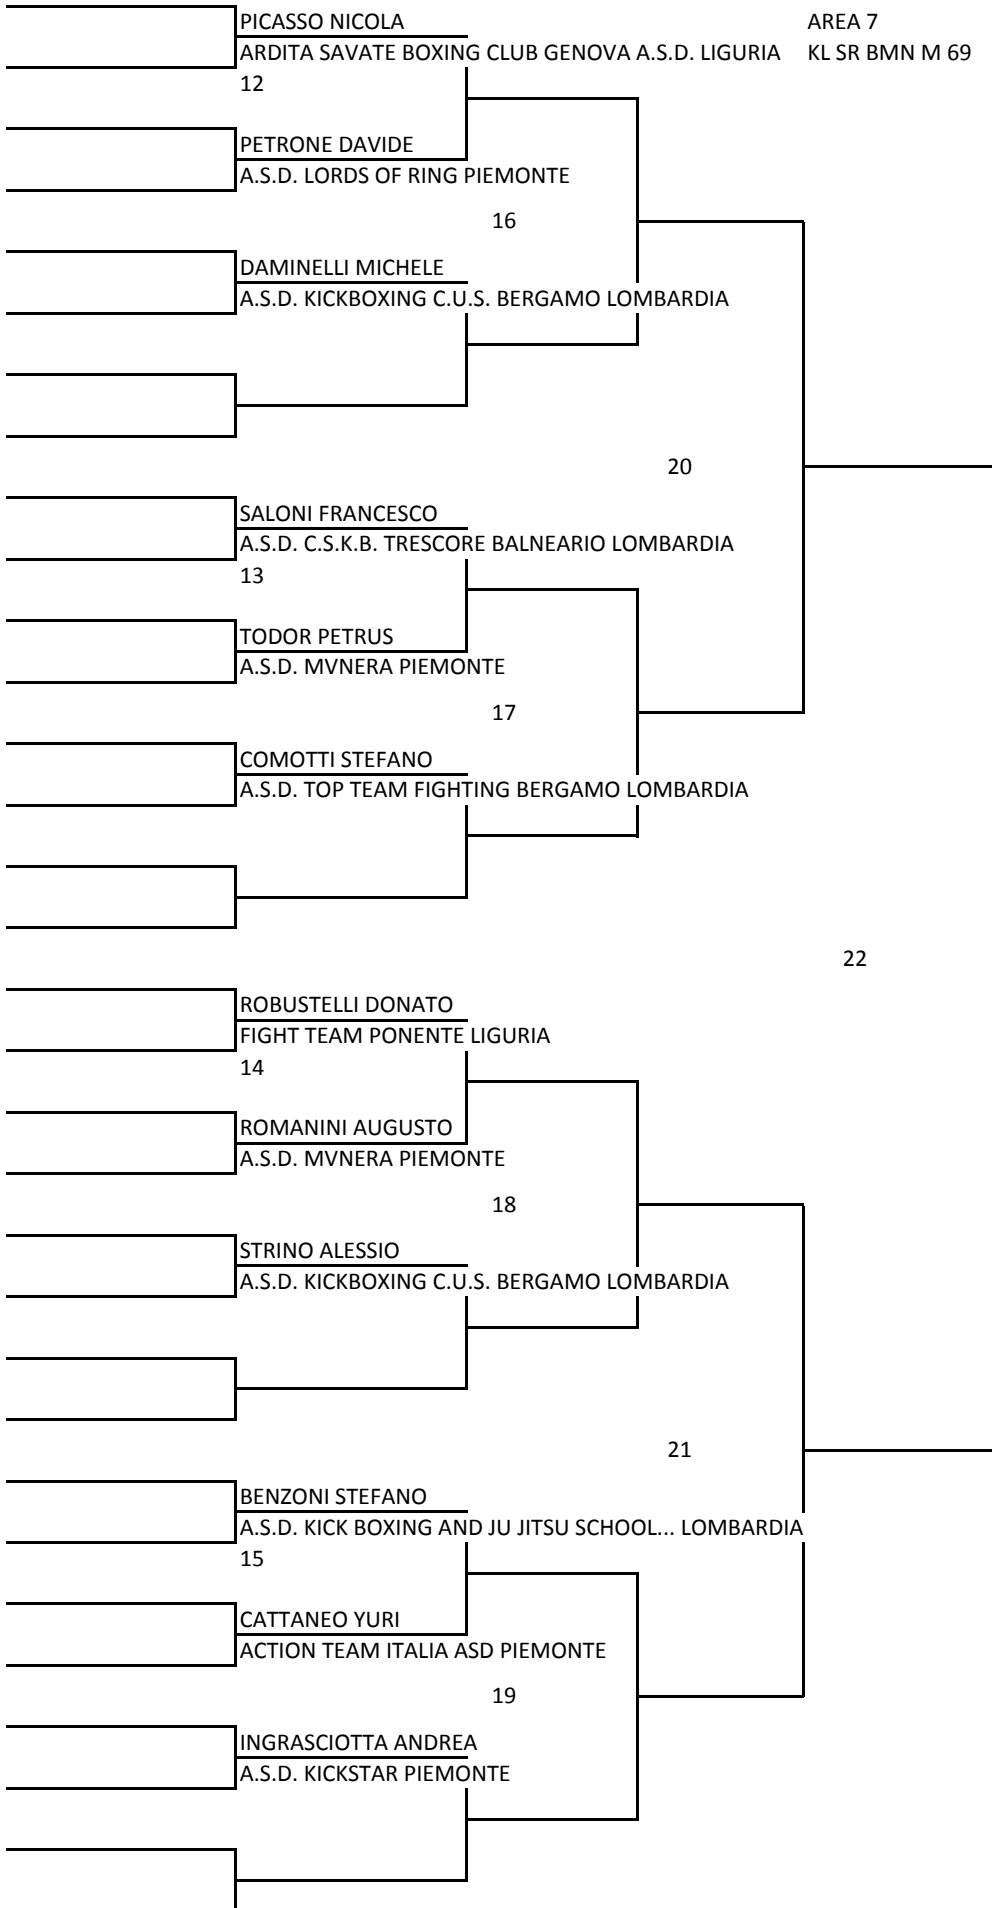 PICASSO NICOLA
AREA 7
ARDITA SAVATE BOXING CLUB GENOVA A.S.D. LIGURIA
KL SR BMN M 69
12
PETRONE DAVIDE
A.S.D. LORDS OF RING PIEMONTE
16
DAMINELLI MICHELE
A.S.D. KICKBOXING C.U.S. BERGAMO LOMBARDIA
20
SALONI FRANCESCO
A.S.D. C.S.K.B. TRESCORE BALNEARIO LOMBARDIA
13
TODOR PETRUS
A.S.D. MVNERA PIEMONTE
17
COMOTTI STEFANO
A.S.D. TOP TEAM FIGHTING BERGAMO LOMBARDIA
22
ROBUSTELLI DONATO
FIGHT TEAM PONENTE LIGURIA
14
ROMANINI AUGUSTO
A.S.D. MVNERA PIEMONTE
18
STRINO ALESSIO
A.S.D. KICKBOXING C.U.S. BERGAMO LOMBARDIA
21
BENZONI STEFANO
A.S.D. KICK BOXING AND JU JITSU SCHOOL... LOMBARDIA
15
CATTANEO YURI
ACTION TEAM ITALIA ASD PIEMONTE
19
INGRASCIOTTA ANDREA
A.S.D. KICKSTAR PIEMONTE